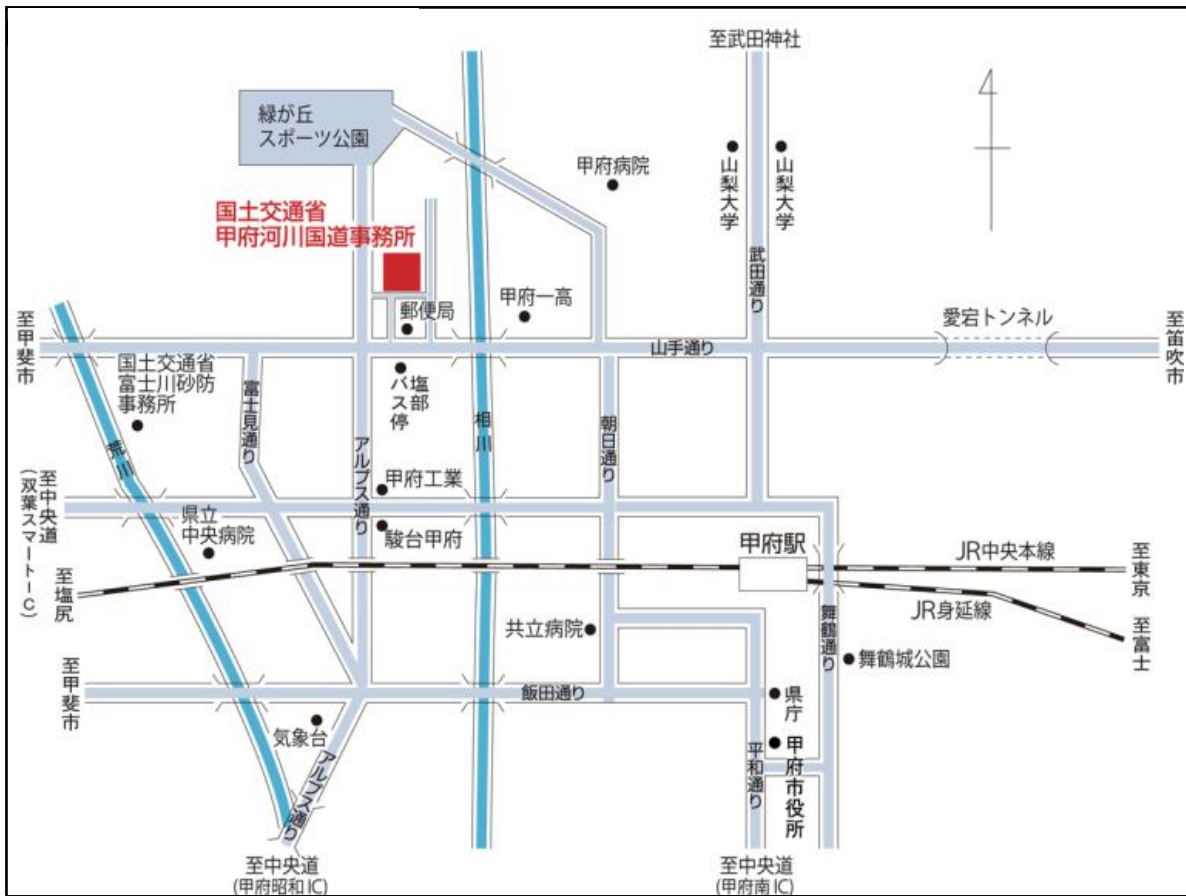 至武田神社
緑が丘
スポーツ公園
甲府病院
山梨大学
山梨大学
国土交通省
甲府河川国道事務所
武田通り
郵便局
甲府一高
愛宕トンネル
至甲斐市
山手通り
至笛吹市
国土交通省
富士川砂防
事務所
富士見通り
塩部
バス停
相川
朝日通り
荒川
アルプス通り
甲府工業
至中央道
(双葉スマートIC)
県立
中央病院
駿台甲府
甲府駅
JR中央本線
至東京
至塩尻
JR身延線
共立病院
舞鶴通り
至富士
舞鶴城公園
至甲斐市
飯田通り
県庁
気象台
アルプス通り
平和通り
甲府市役所
至中央道
(甲府昭和IC)
至中央道
(甲府南IC)